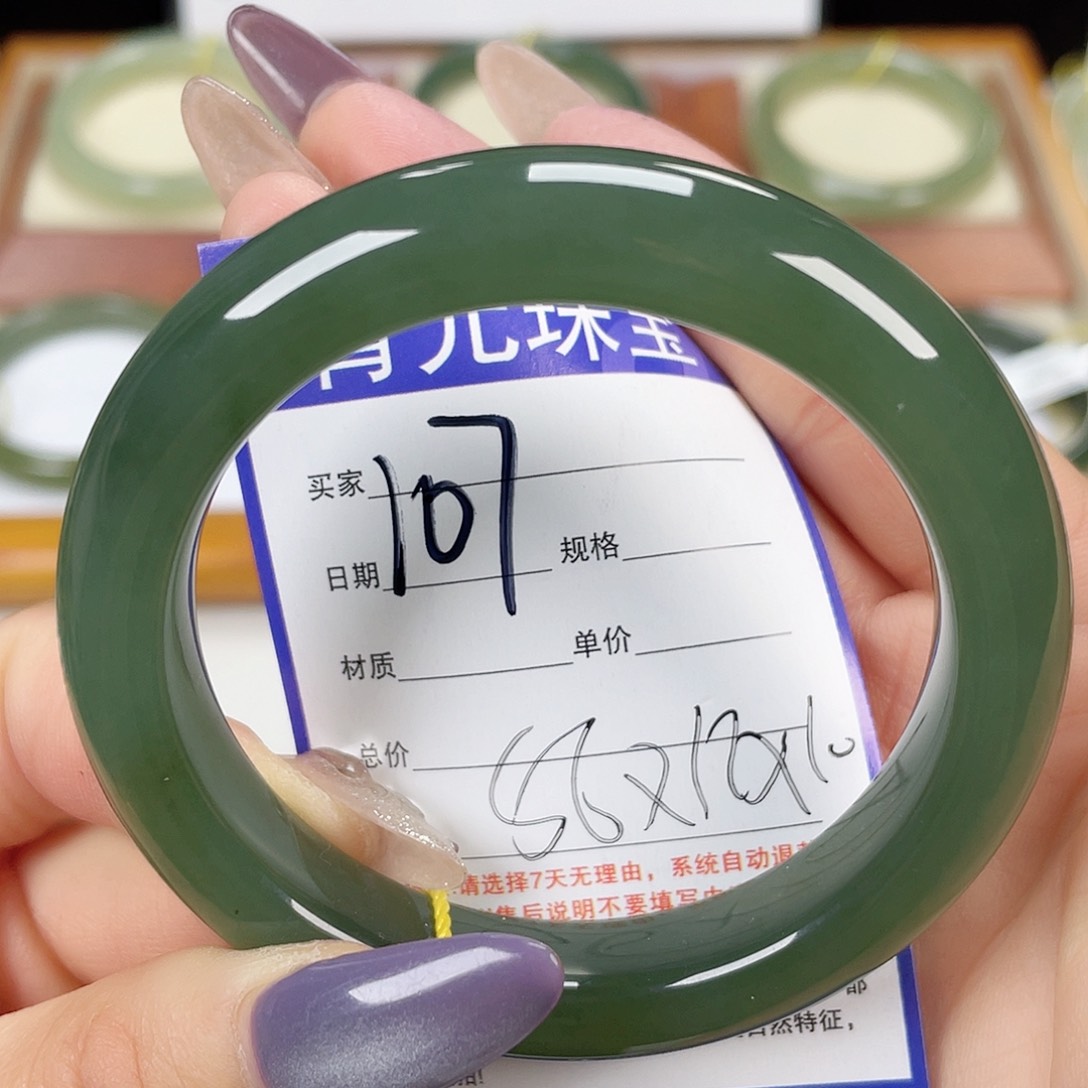 元珠宝
107
买家
日期
规格
材质
单价
总价
请选择7天无理由，系统自动退
售后说明不要填写
然特征，